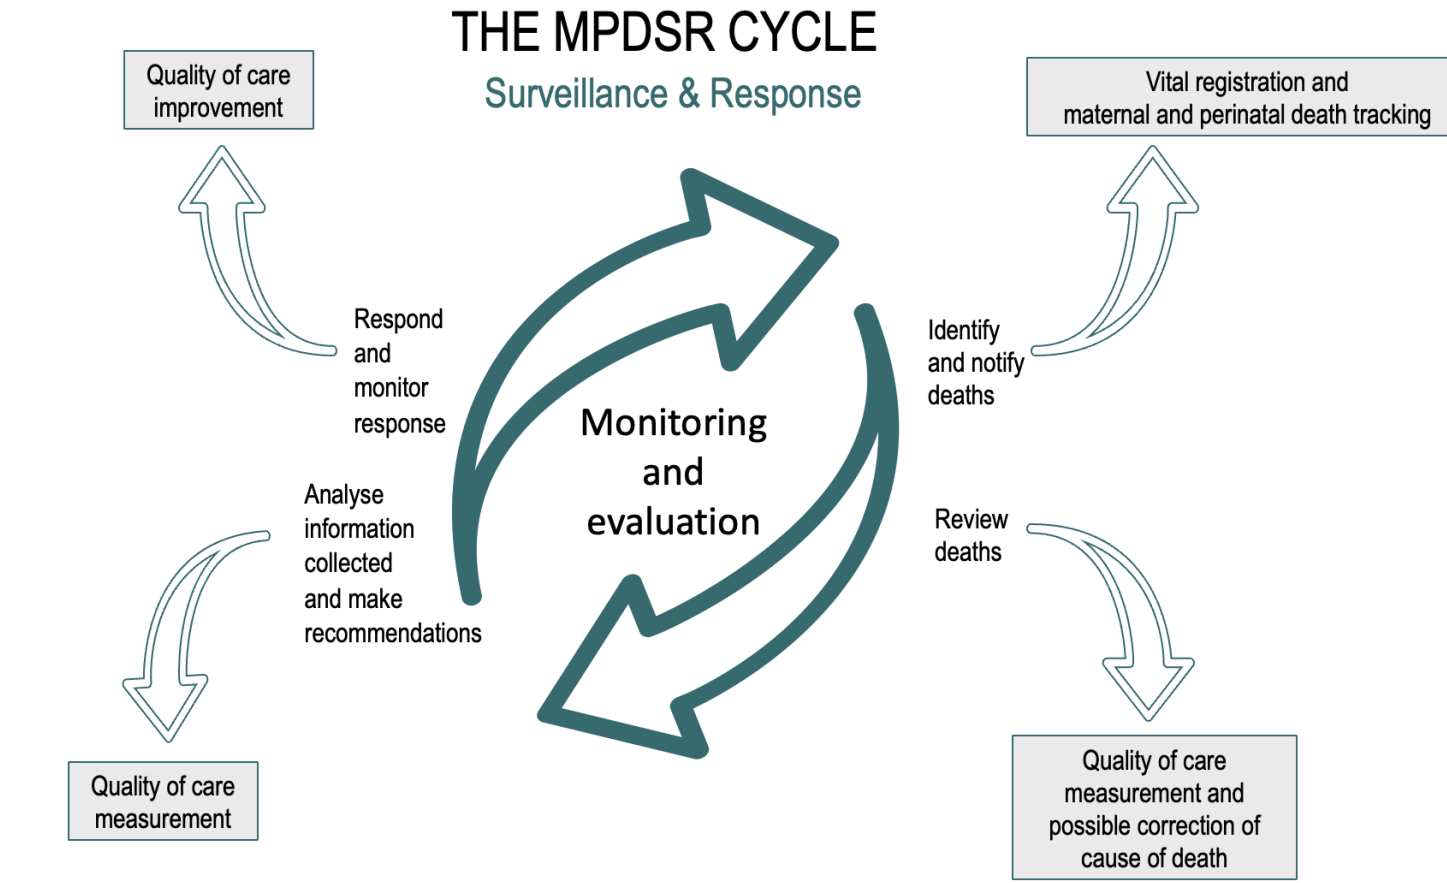 THE MPDSR CYCLE
Surveillance & Response
Quality of care
improvement
Vital registration and
maternal and perinatal death tracking
Respond
and
monitor
response
Identify
and notify
deaths
Monitoring
and
evaluation
Analyse
information
collected
and make
recommendations
Review
deaths
Quality of care
measurement
Quality of care
measurement and
possible correction of
cause of death